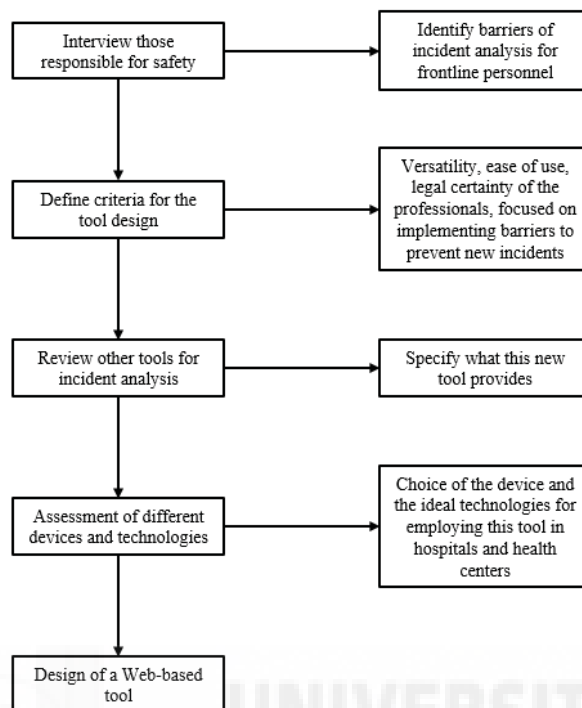 Interview those
responsible for safety
Identify barriers of
incident analysis for
frontline personnel
Define criteria for the
tool design
Versatility, ease of use,
legal certainty of the
professionals, focused on
implementing barriers to
prevent new incidents
Review other tools for
incident analysis
Specify what this new
tool provides
Assessment of different
devices and technologies
Choice of the device and
the ideal technologies for
employing this tool in
hospitals and health
centers
Design of a Web-based
tool
UNIVERSIT